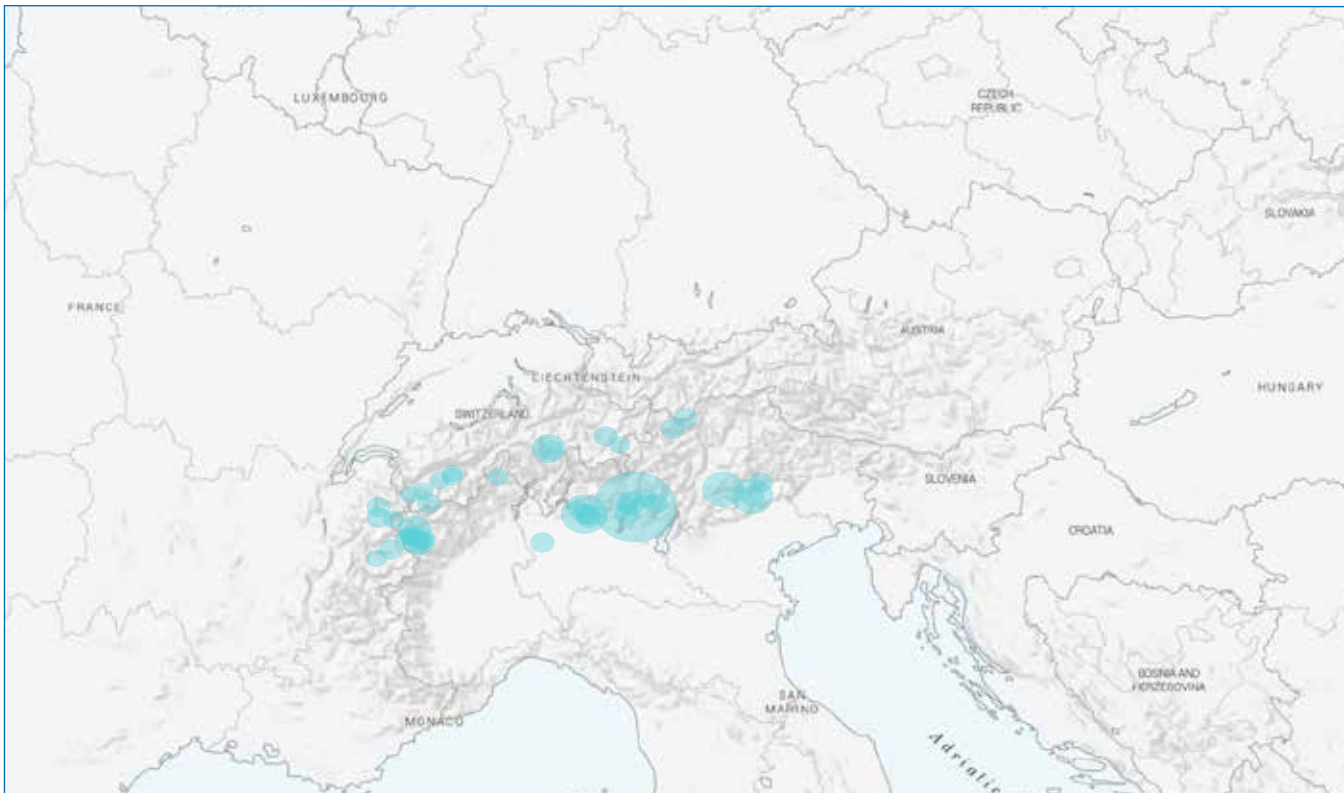 LUXEMBOURG
CZECH
REPUBLIC
SLOVAKIA
FRANCE
AUSTRIA
LIECHTENSTEIN
HUNGARY
SWITZERLAND
SLOVENIA
CROATIA
BOSNIA AND
HERZEGOVINA
SAN
MARINO
MONACO
Adriatic